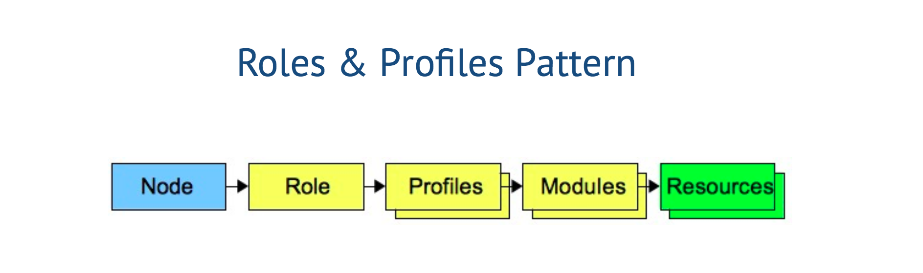 Roles & Profiles Pattern
Node
Role
Profiles
Modules
Resources